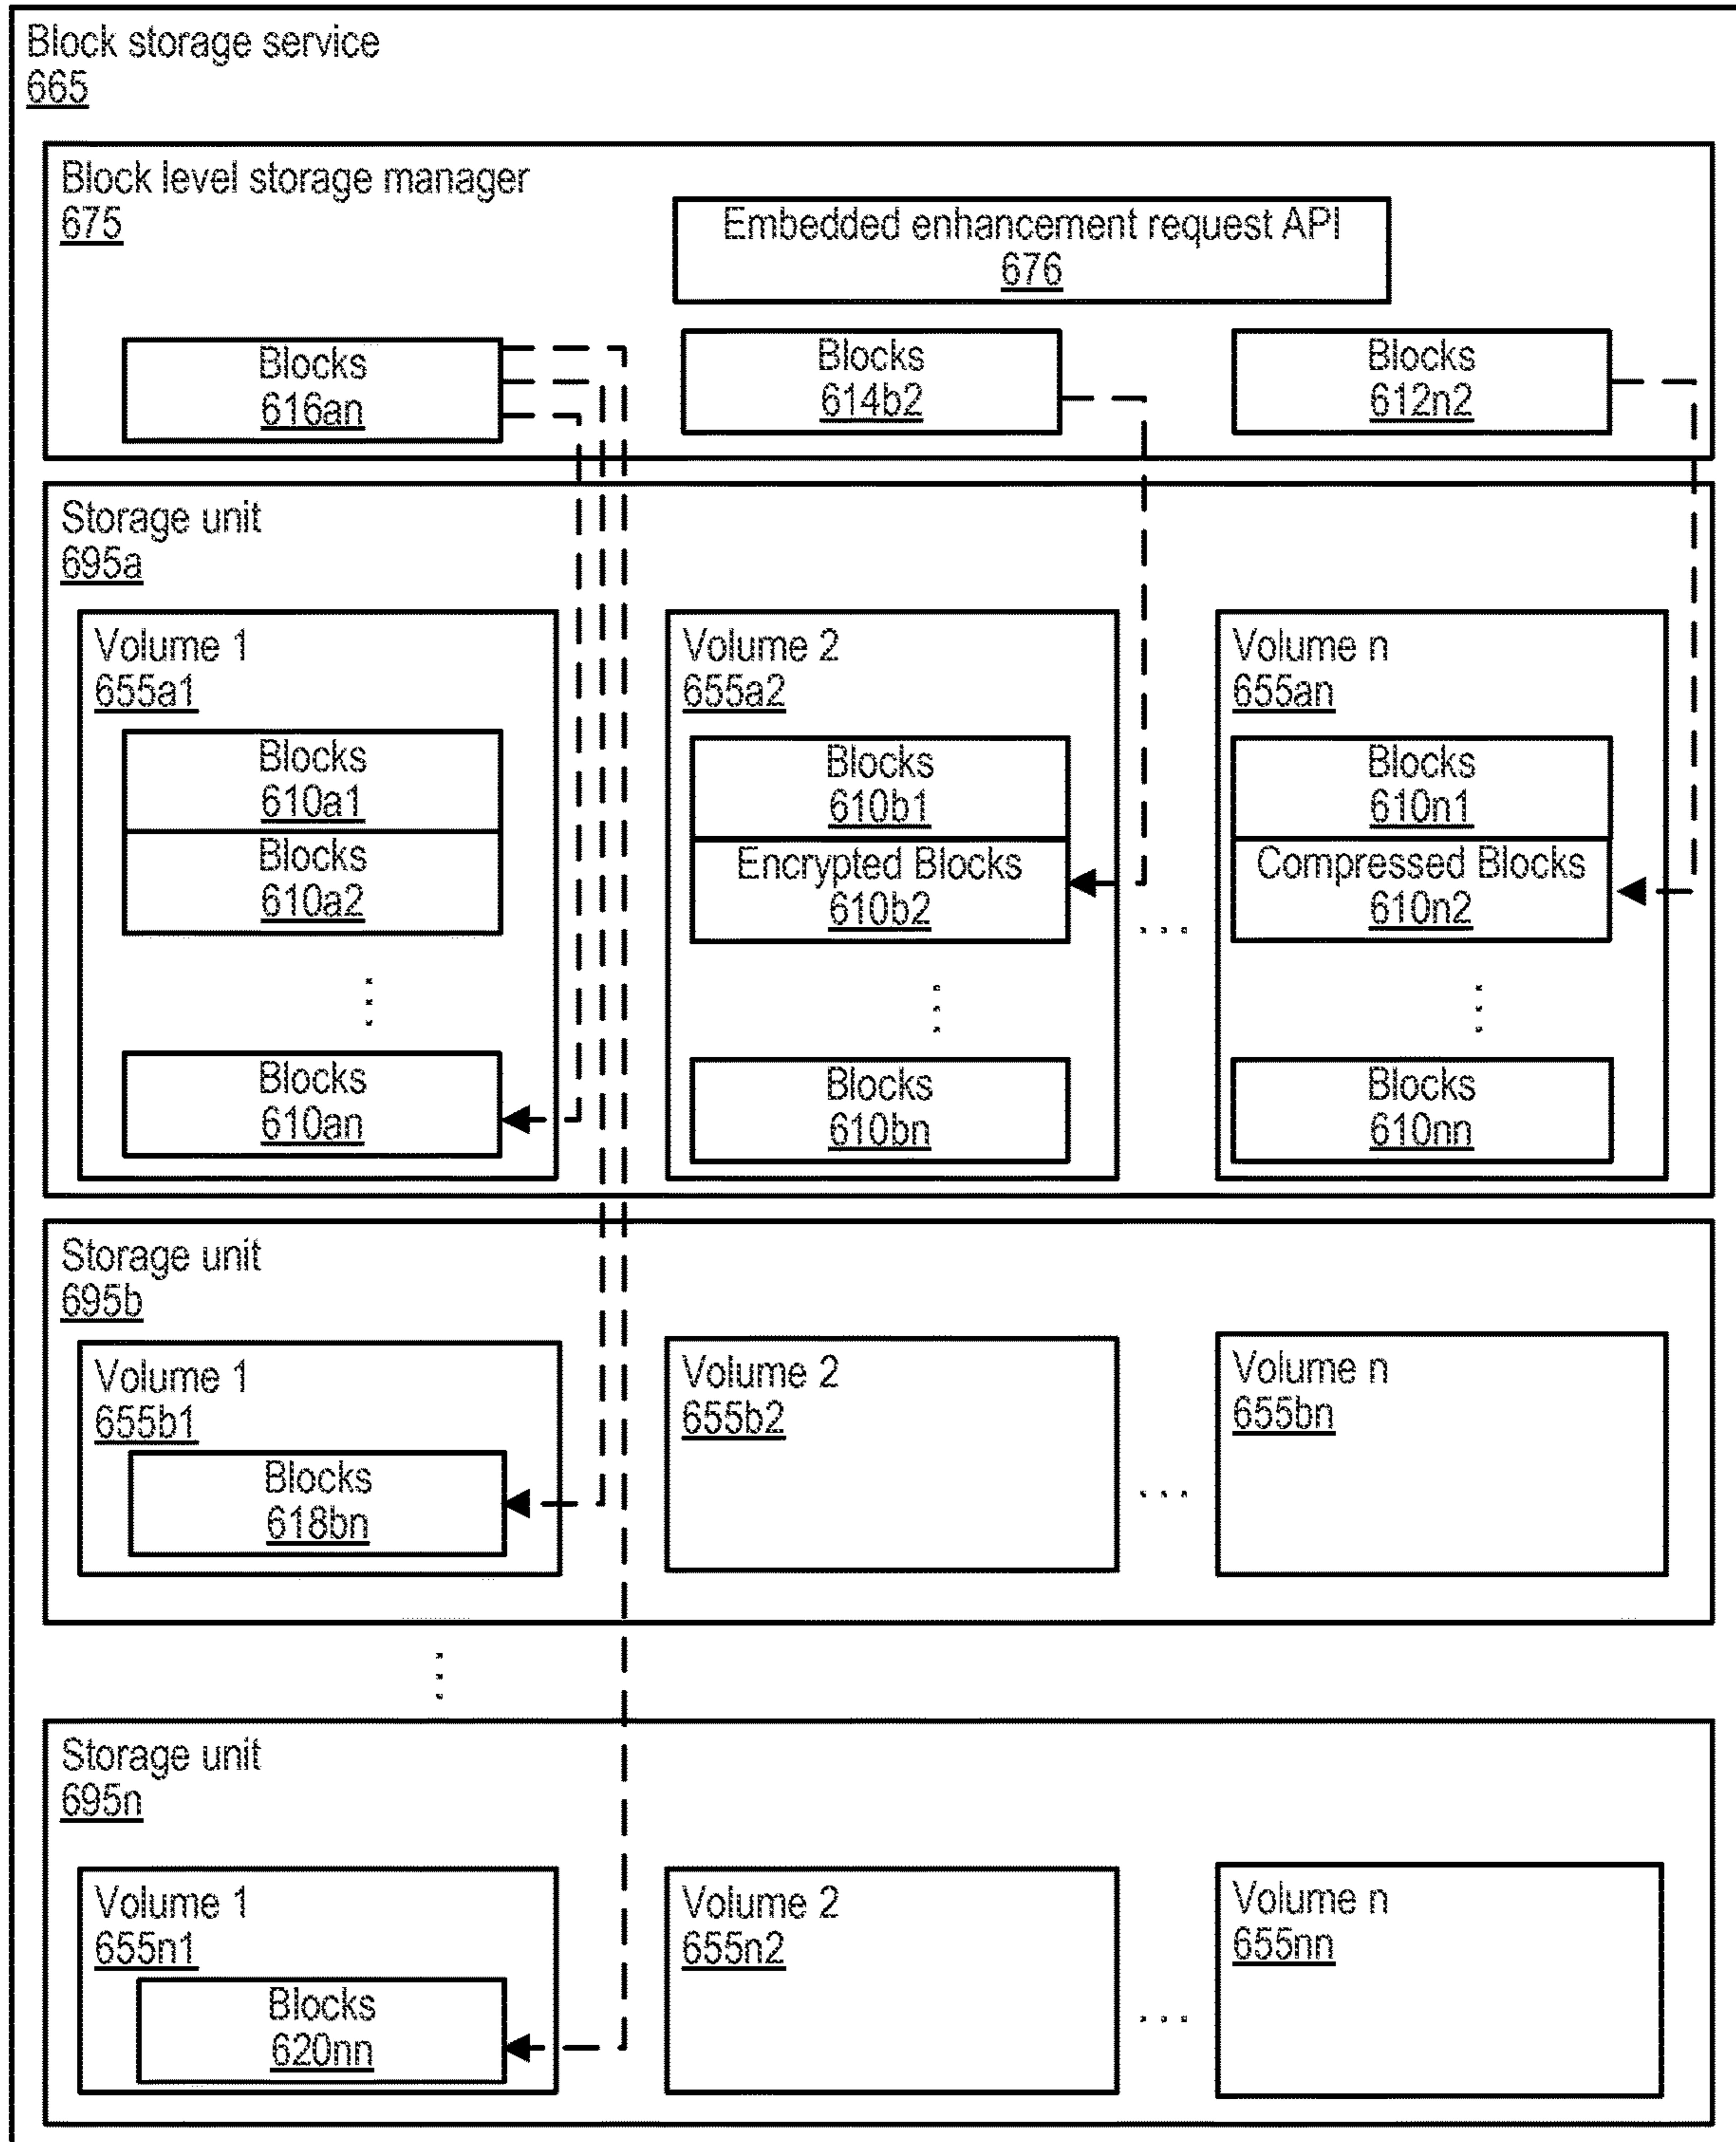 Block storage service
665
Block level storage manager
675
Embedded enhancement request API
676
Blocks
616an
Blocks
614b2
Blocks
612n2
Storage unit
695a
Volume 1
655a1
Blocks
610a1
Blocks
610a2
Blocks
610an
Volume 2
655a2
Blocks
610b1
Encrypted Blocks
610b2
Blocks
610bn
...
Volume n
655an
Blocks
610n1
Compressed Blocks
610n2
Blocks
610nn
Storage unit
695b
Volume 1
655b1
Blocks
618bn
Volume 2
655b2
...
Volume n
655bn
Storage unit
695n
Volume 1
655n1
Blocks
620nn
Volume 2
655n2
...
Volume n
655nn